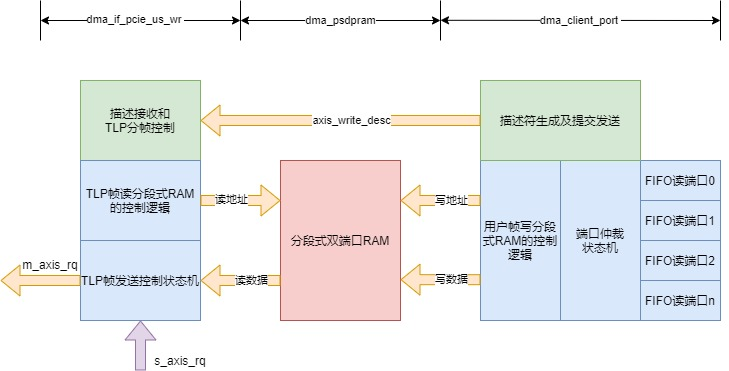 dma_if_pcie_us_wr
dma_psdpram
dma_client_port
描述接收和
TLP分帧控制
axis_write_desc
描述符生成及提交发送
TLP帧读分段式RAM
的控制逻辑
读地址
分段式双端口RAM
写地址
用户帧写分段
式RAM的控制
逻辑
端口仲裁
状态机
FIFO读端口0
FIFO读端口1
FIFO读端口2
FIFO读端口n
m_axis_rq
TLP帧发送控制状态机
读数据
写数据
s_axis_rq